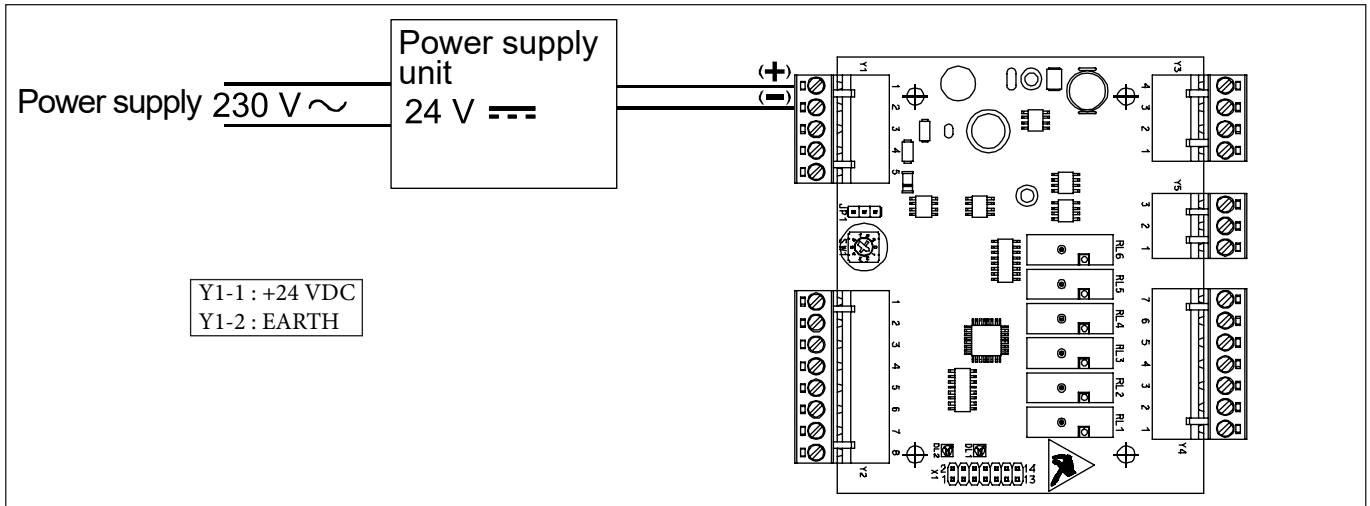 Power supply 230 V ~
Power supply
unit
24 V
(+)
(−)
Y1-1 : +24 VDC
Y1-2 : EARTH
Y1
1
2
3
4
5
JP1
SW1
1
2
3
4
5
6
7
8
Y2
Y3
4
3
2
1
Y5
3
2
1
RL6
RL5
RL4
RL3
RL2
RL1
7
6
5
4
3
2
1
Y4
DL2
DL1
X1
2
1
14
13